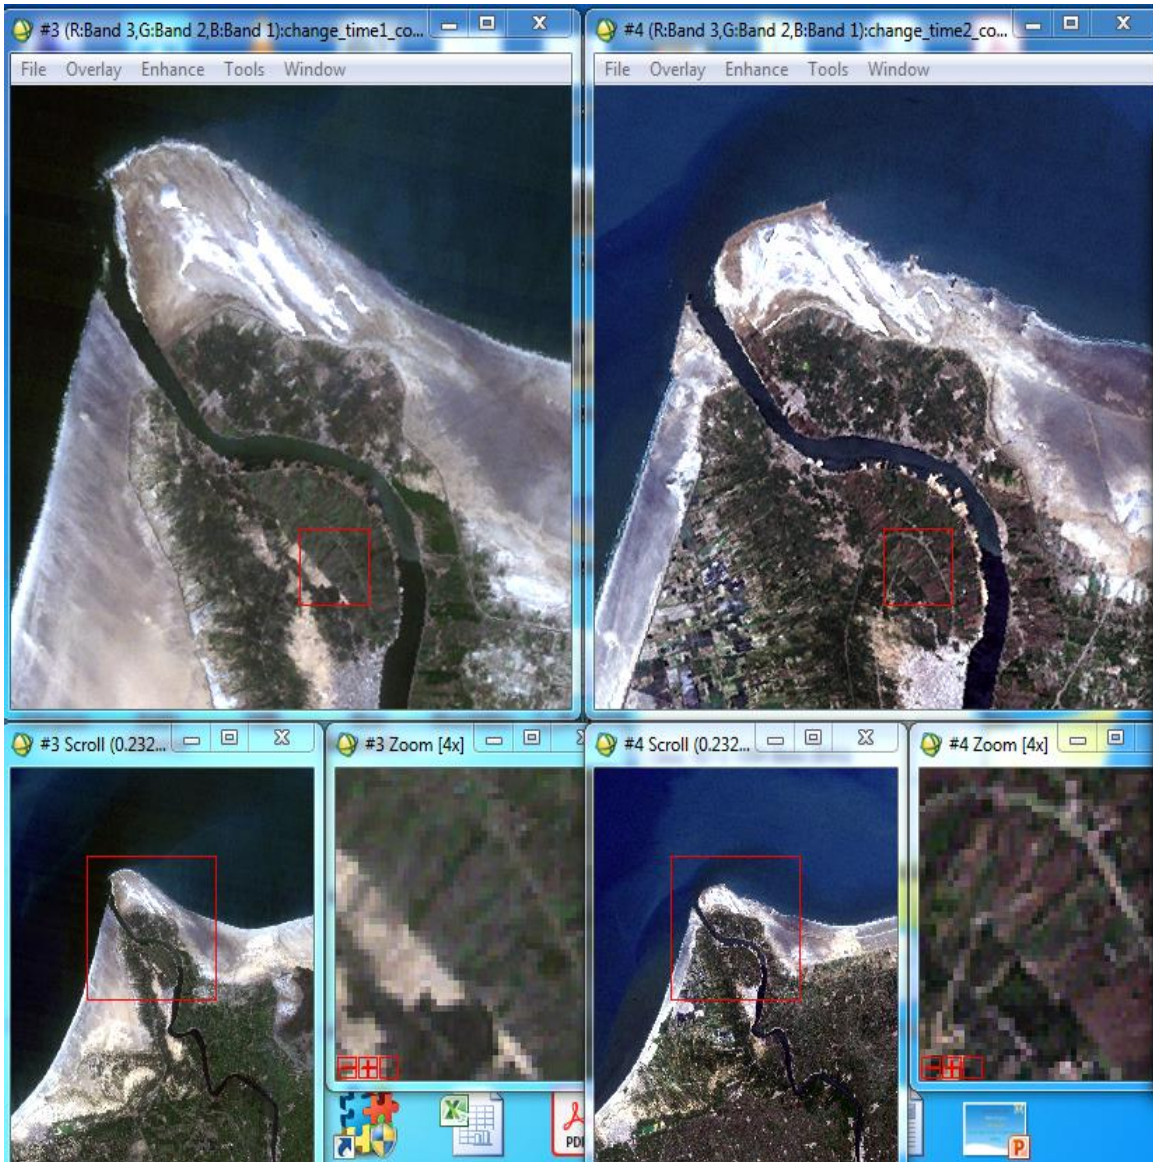 #3 (R:Band 3,G:Band 2,B:Band 1):change_time1_co...
File Overlay Enhance Tools Window
#4 (R:Band 3,G:Band 2,B:Band 1):change_time2_co...
File Overlay Enhance Tools Window
#3 Scroll (0.232...
#3 Zoom [4x]
#4 Scroll (0.232...
#4 Zoom [4x]
PDF